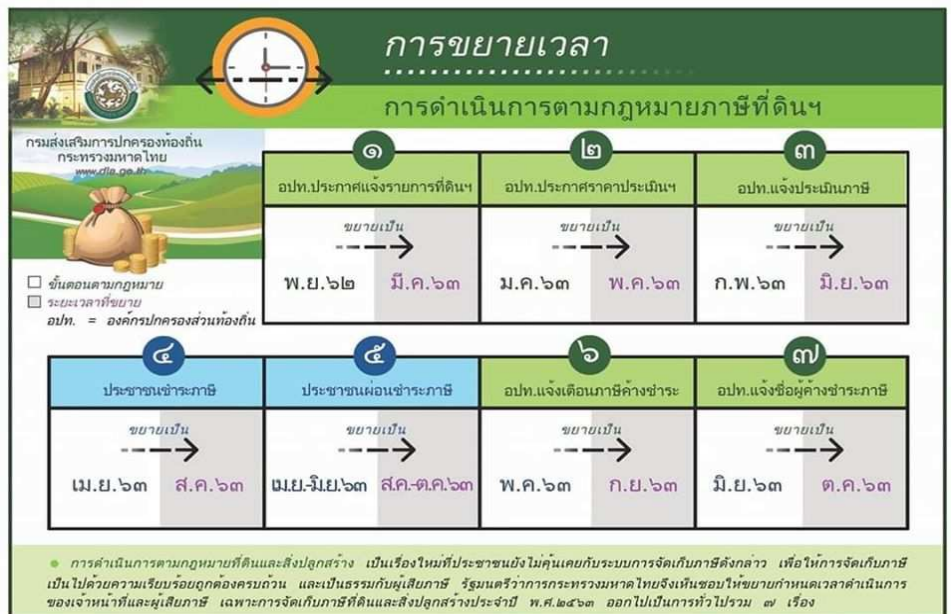 การขยายเวลา
การดำเนินการตามกฎหมายภาษีที่ดินฯ
กรมส่งเสริมการปกครองท้องถิ่น
กระทรวงมหาดไทย
www.dla.go.th
ขั้นตอนตามกฎหมาย
ระยะเวลาที่ขยาย
อปท. = องค์กรปกครองส่วนท้องถิ่น
๑
อปท.ประกาศแจ้งรายการที่ดินฯ
ขยายเป็น
พ.ย.๖๒ มี.ค.๖๓
๒
อปท.ประกาศราคาประเมินฯ
ขยายเป็น
ม.ค.๖๓ พ.ค.๖๓
๓
อปท.แจ้งประเมินภาษี
ขยายเป็น
ก.พ.๖๓ มิ.ย.๖๓
๔
ประชาชนชำระภาษี
ขยายเป็น
เม.ย.๖๓ ส.ค.๖๓
๕
ประชาชนผ่อนชำระภาษี
ขยายเป็น
เม.ย.-มิ.ย.๖๓ ส.ค.-ต.ค.๖๓
๖
อปท.แจ้งเตือนภาษีค้างชำระ
ขยายเป็น
พ.ค.๖๓ ก.ย.๖๓
๗
อปท.แจ้งชื่อผู้ค้างชำระภาษี
ขยายเป็น
มิ.ย.๖๓ ต.ค.๖๓
การดำเนินการตามกฎหมายที่ดินและสิ่งปลูกสร้าง เป็นเรื่องใหม่ที่ประชาชนยังไม่คุ้นเคยกับระบบการจัดเก็บภาษีดังกล่าว เพื่อให้การจัดเก็บภาษี
เป็นไปด้วยความเรียบร้อยถูกต้องครบถ้วน และเป็นธรรมกับผู้เสียภาษี รัฐมนตรีว่าการกระทรวงมหาดไทยจึงเห็นชอบให้ขยายกำหนดเวลาดำเนินการ
ของเจ้าหน้าที่และผู้เสียภาษี เฉพาะการจัดเก็บภาษีที่ดินและสิ่งปลูกสร้างประจำปี พ.ศ.๒๕๖๓ ออกไปเป็นการทั่วไปรวม ๗ เรื่อง